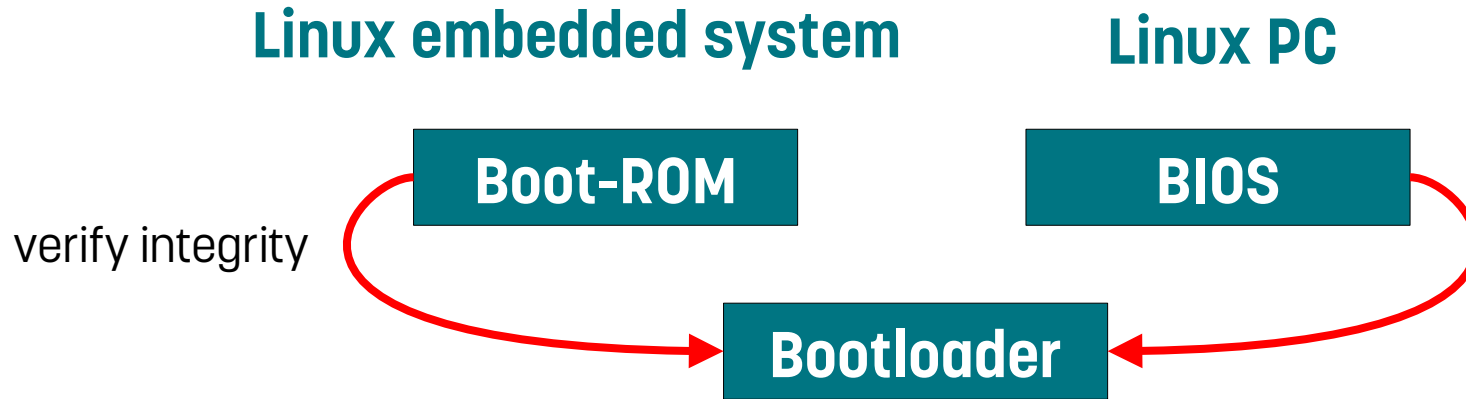 Linux embedded system
Linux PC
Boot-ROM
BIOS
verify integrity
Bootloader